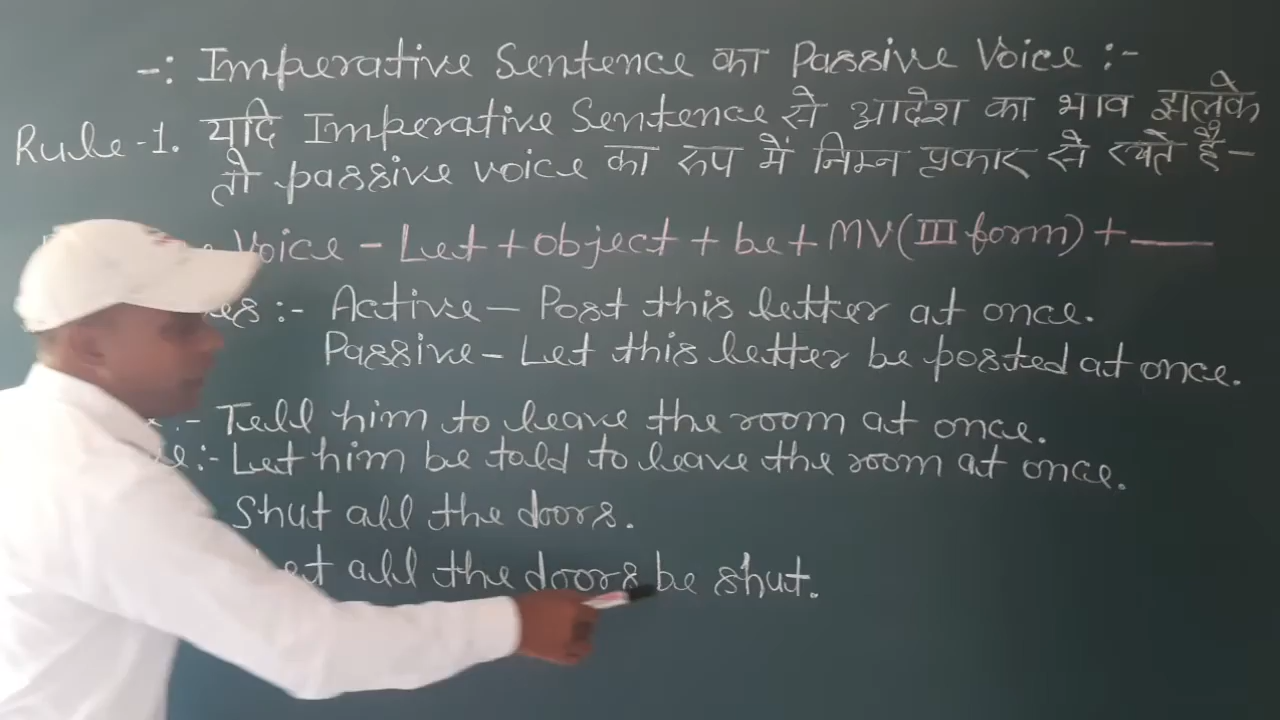 -: Imperative Sentence का Passive Voice :-
Rule-1. यदि Imperative Sentence से आदेश का भाव झलके
तो passive voice का रुप में निम्न प्रकार से रचते हैं-
Voice - Let + object + be + MV (III form) + ___
:- Active - Post this letter at once.
Passive - Let this letter be posted at once.
:- Tell him to leave the room at once.
:- Let him be told to leave the room at once.
Shut all the doors.
Let all the doors be shut.